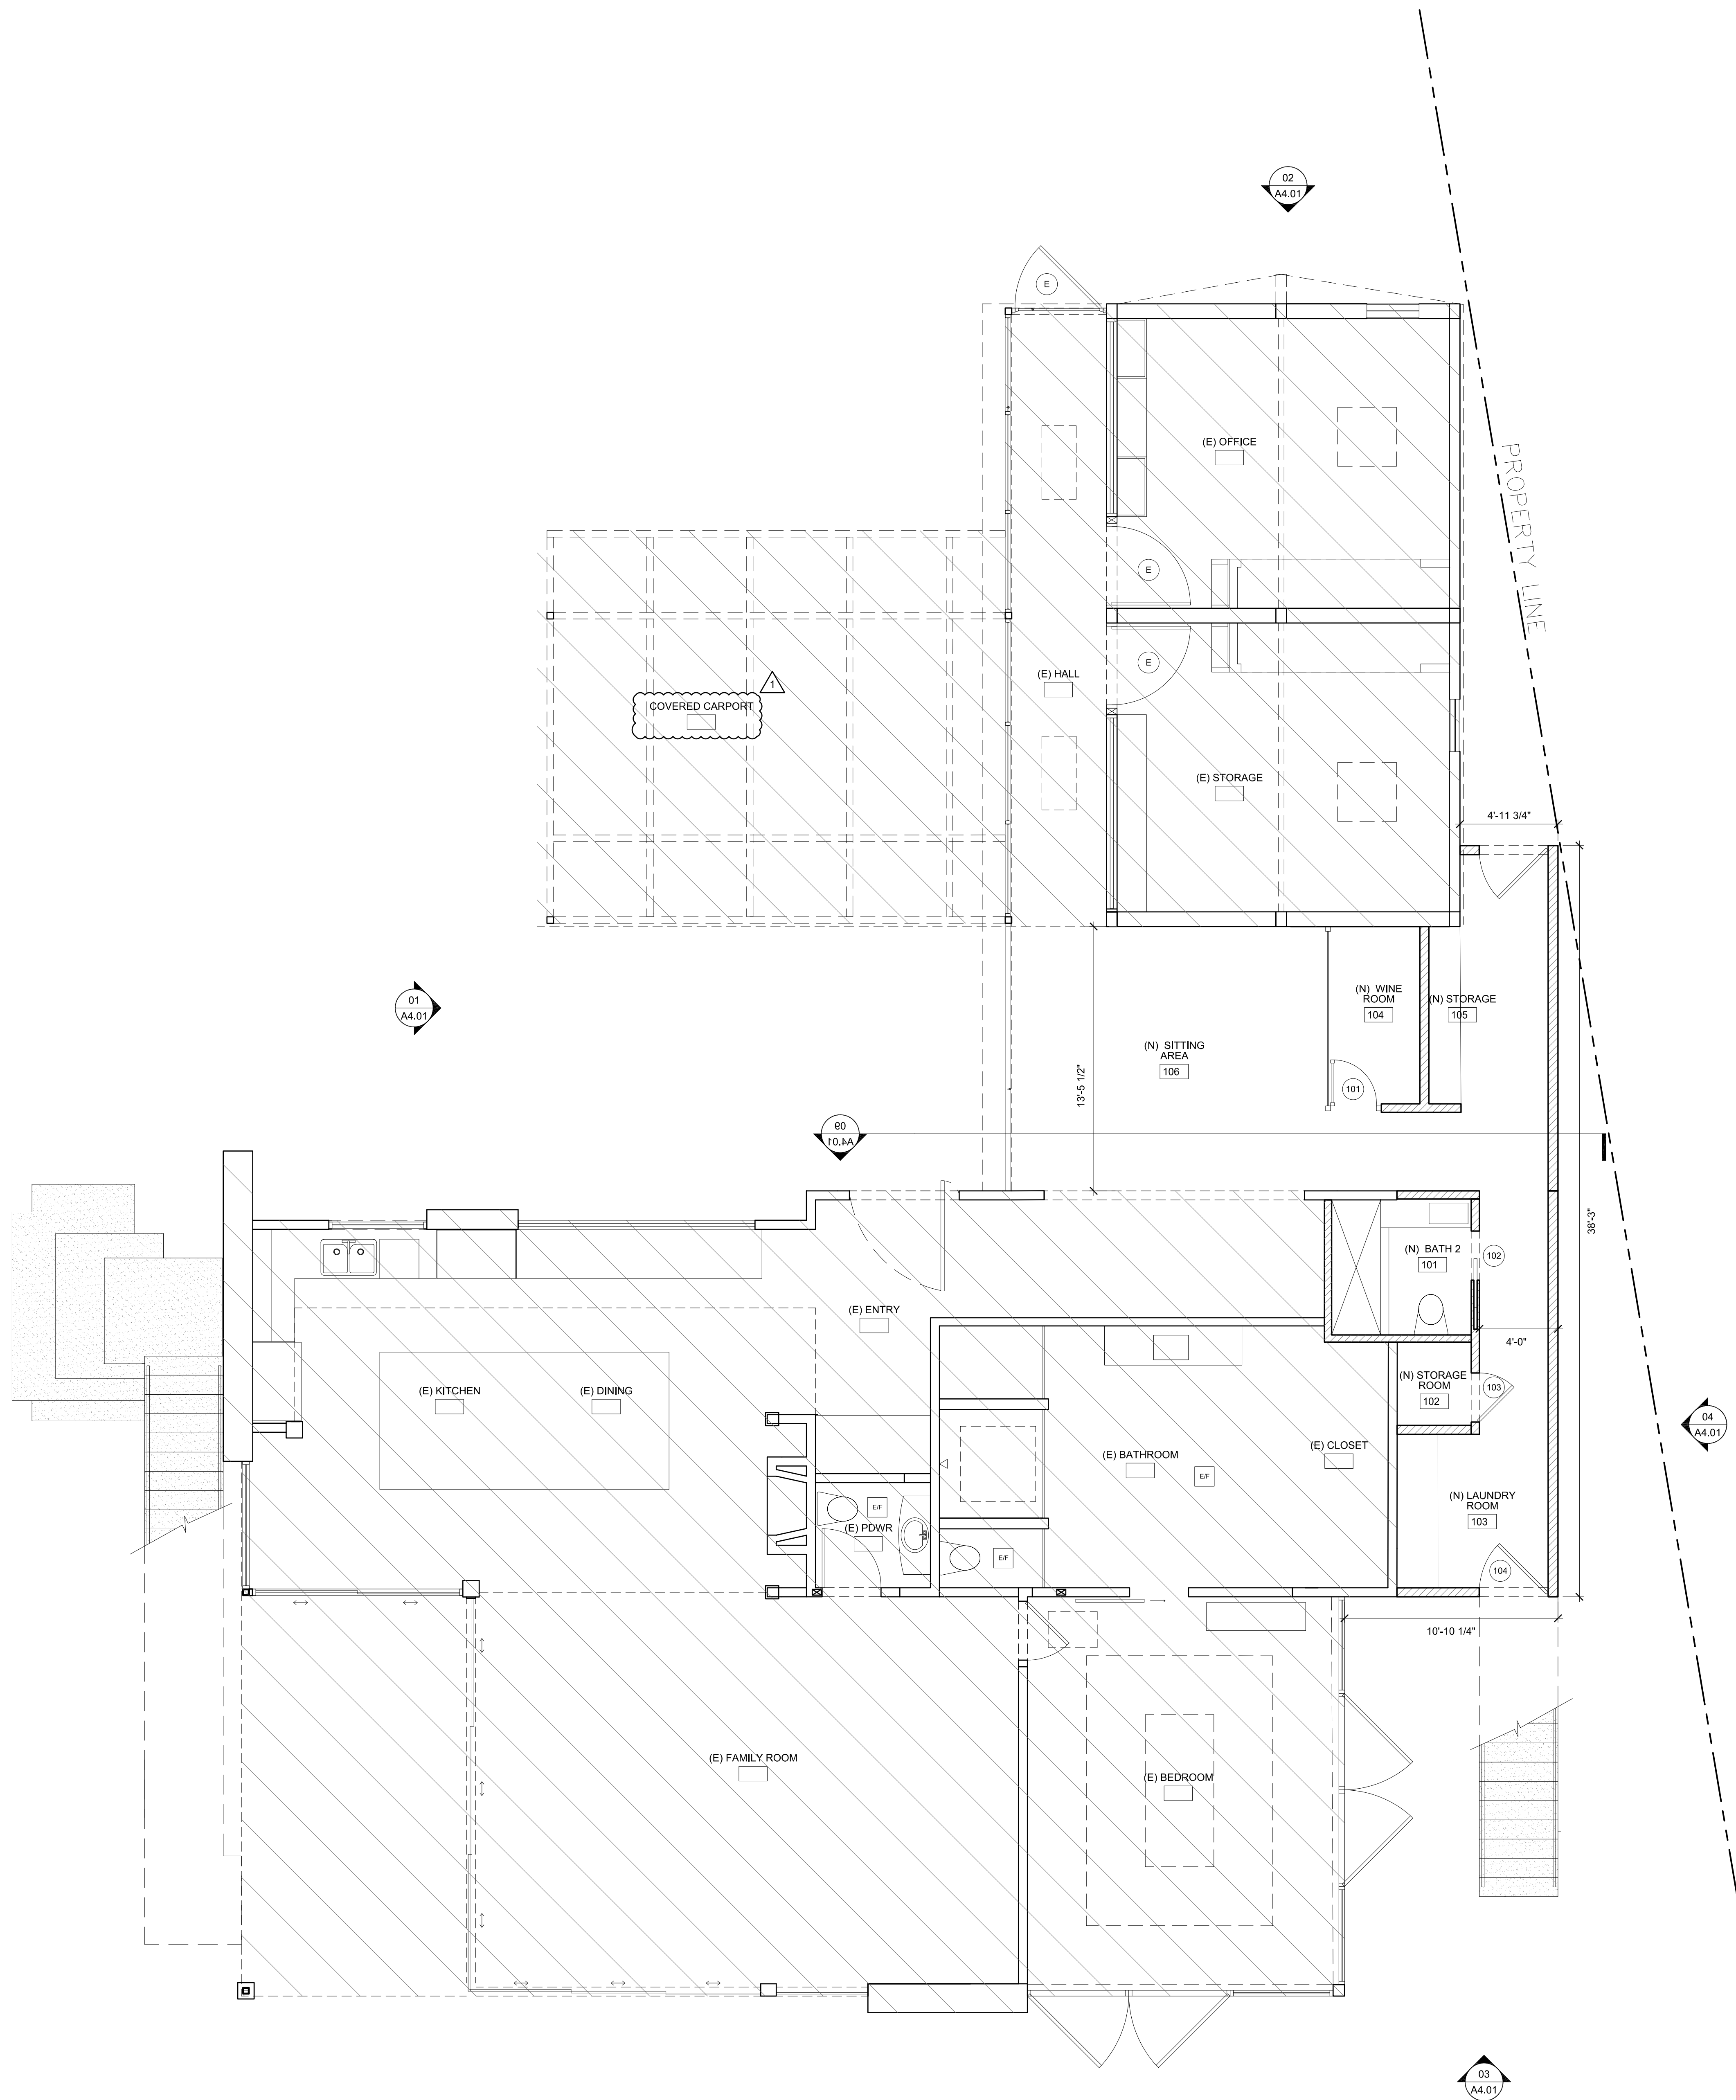 02
A4.01
E
(E) OFFICE
PROPERTY LINE
E
E
(E) HALL
1
COVERED CARPORT
(E) STORAGE
4'-11 3/4"
(N) WINE
ROOM
104
(N) STORAGE
105
01
A4.01
(N) SITTING
AREA
106
13'-5 1/2"
101
09
A4.01
38'-3"
(N) BATH 2
101
102
(E) ENTRY
4'-0"
(E) KITCHEN
(E) DINING
(N) STORAGE
ROOM
102
103
04
A4.01
(E) BATHROOM
(E) CLOSET
E/F
(N) LAUNDRY
ROOM
103
E/F
(E) PDWR
E/F
104
10'-10 1/4"
(E) FAMILY ROOM
(E) BEDROOM
03
A4.01